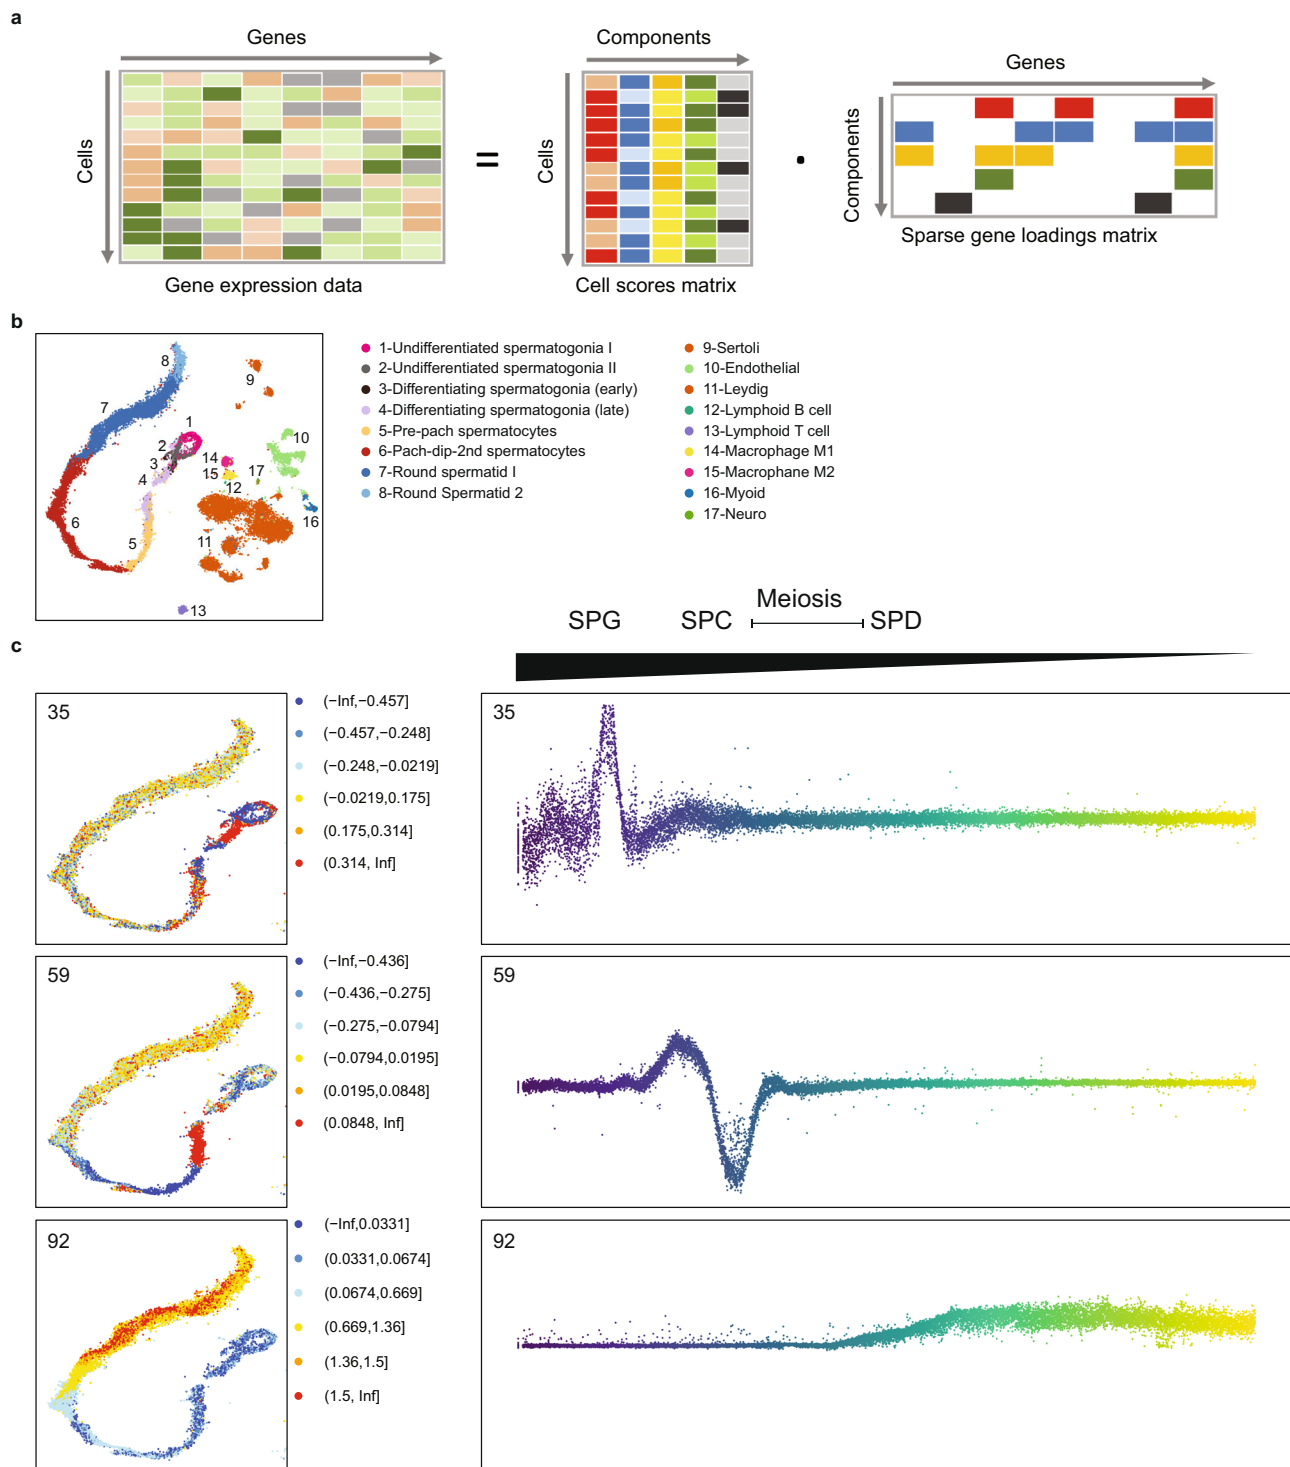 a
Genes
Components
Genes
Cells
=
Cells
·
Components
Gene expression data
Cell scores matrix
Sparse gene loadings matrix
b
8
9
7
1
2
3
4
10
14
15
17
12
16
6
5
11
13
1-Undifferentiated spermatogonia I
2-Undifferentiated spermatogonia II
3-Differentiating spermatogonia (early)
4-Differentiating spermatogonia (late)
5-Pre-pach spermatocytes
6-Pach-dip-2nd spermatocytes
7-Round spermatid I
8-Round Spermatid 2
9-Sertoli
10-Endothelial
11-Leydig
12-Lymphoid B cell
13-Lymphoid T cell
14-Macrophage M1
15-Macrophane M2
16-Myoid
17-Neuro
Meiosis
SPG
SPC
SPD
c
35
(−Inf,−0.457]
(−0.457,−0.248]
(−0.248,−0.0219]
(−0.0219,0.175]
(0.175,0.314]
(0.314, Inf]
35
59
(−Inf,−0.436]
(−0.436,−0.275]
(−0.275,−0.0794]
(−0.0794,0.0195]
(0.0195,0.0848]
(0.0848, Inf]
59
92
(−Inf,0.0331]
(0.0331,0.0674]
(0.0674,0.669]
(0.669,1.36]
(1.36,1.5]
(1.5, Inf]
92